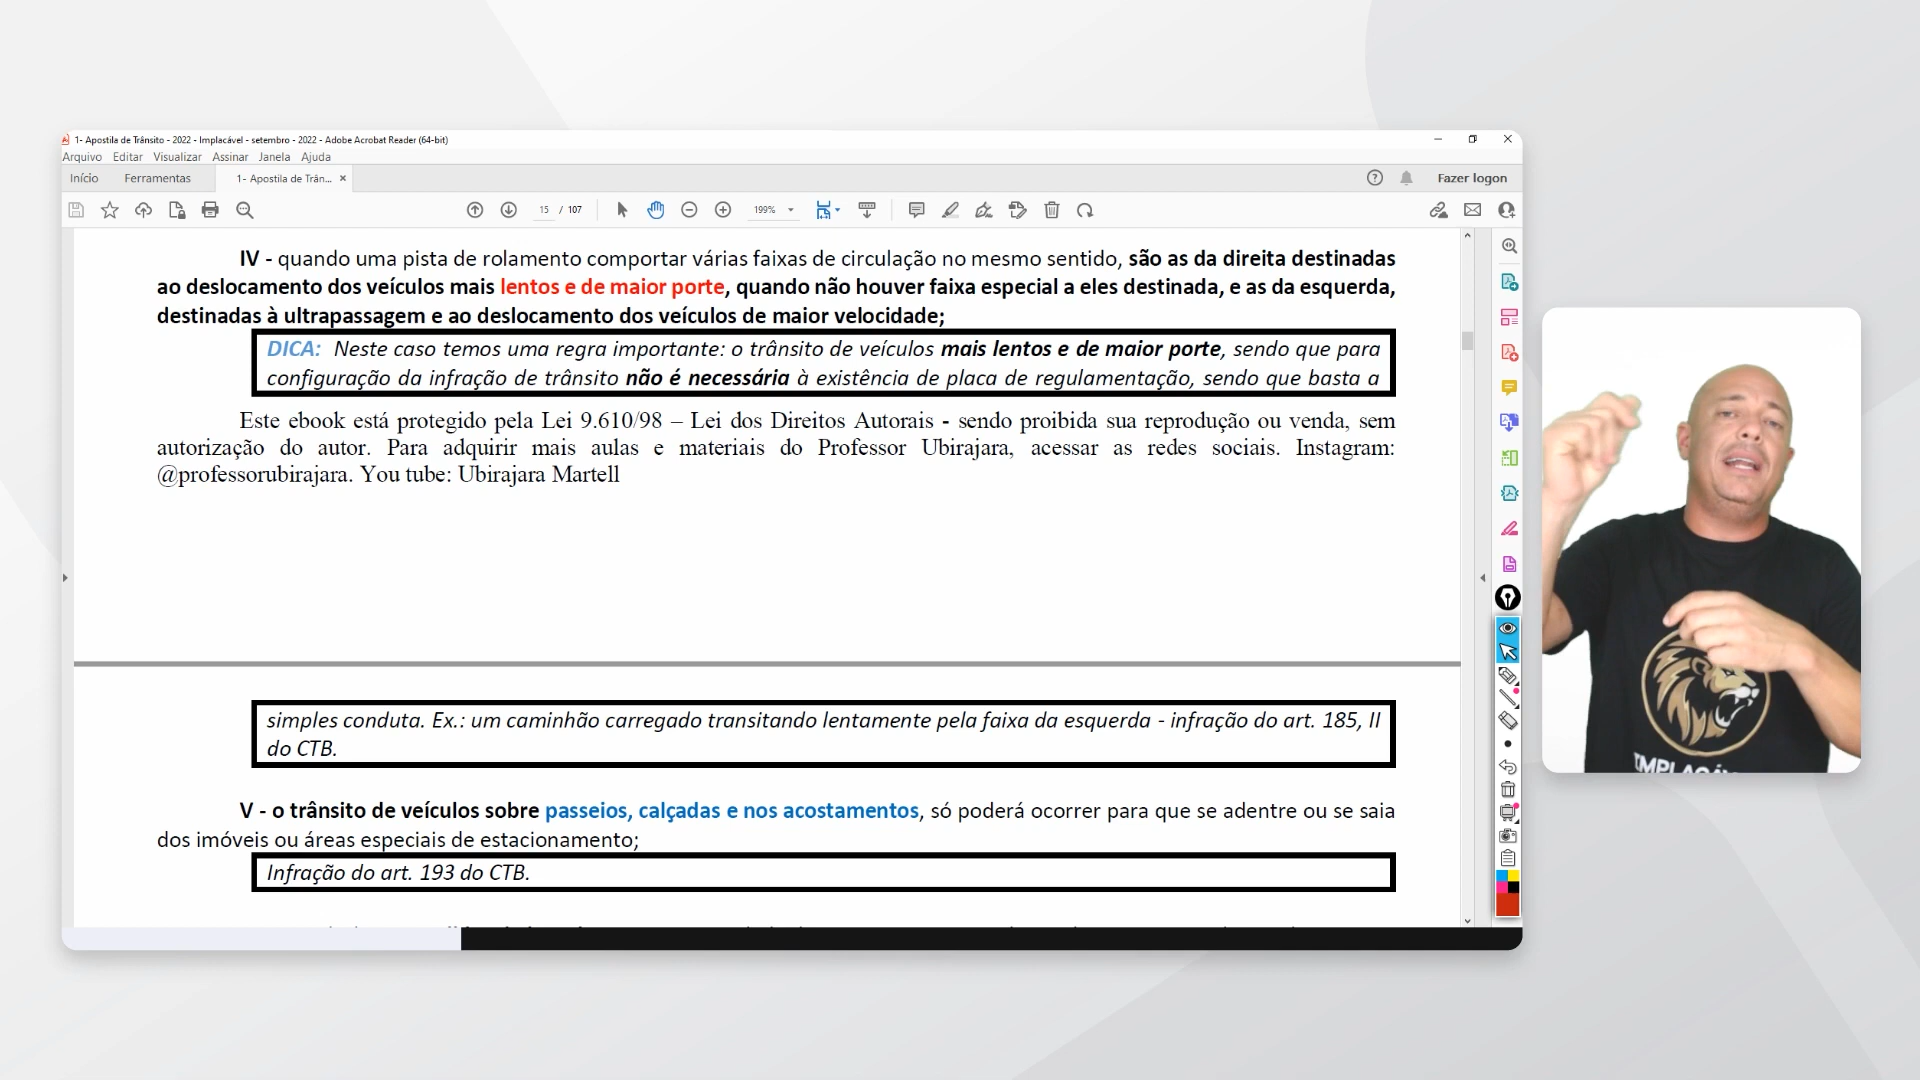 1- Apostila de Trânsito - 2022 - Implacável - setembro - 2022 - Adobe Acrobat Reader (64-bit)
Arquivo Editar Visualizar Assinar Janela Ajuda
Início Ferramentas 1- Apostila de Trân... Fazer logon
15 / 107 199%
IV - quando uma pista de rolamento comportar várias faixas de circulação no mesmo sentido, são as da direita destinadas
ao deslocamento dos veículos mais lentos e de maior porte, quando não houver faixa especial a eles destinada, e as da esquerda,
destinadas à ultrapassagem e ao deslocamento dos veículos de maior velocidade;
DICA: Neste caso temos uma regra importante: o trânsito de veículos mais lentos e de maior porte, sendo que para
configuração da infração de trânsito não é necessária à existência de placa de regulamentação, sendo que basta a
Este ebook está protegido pela Lei 9.610/98 – Lei dos Direitos Autorais - sendo proibida sua reprodução ou venda, sem
autorização do autor. Para adquirir mais aulas e materiais do Professor Ubirajara, acessar as redes sociais. Instagram:
@professorubirajara. You tube: Ubirajara Martell
simples conduta. Ex.: um caminhão carregado transitando lentamente pela faixa da esquerda - infração do art. 185, II
do CTB.
V - o trânsito de veículos sobre passeios, calçadas e nos acostamentos, só poderá ocorrer para que se adentre ou se saia
dos imóveis ou áreas especiais de estacionamento;
Infração do art. 193 do CTB.